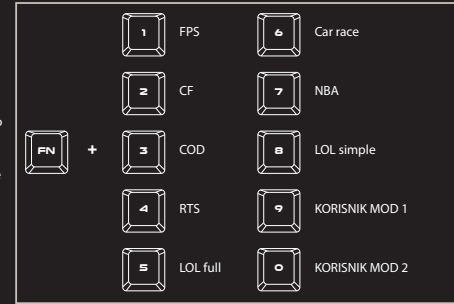 1 FPS 6 Car race
2 CF 7 NBA
FN + 3 COD 8 LOL simple
4 RTS 9 KORISNIK MOD 1
5 LOL full 0 KORISNIK MOD 2